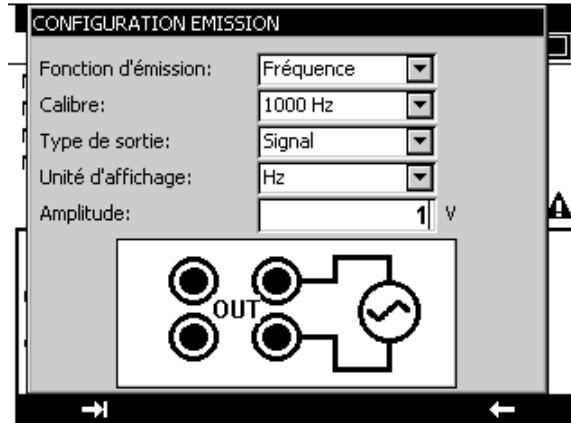 CONFIGURATION EMISSION
Fonction d'émission: Fréquence
Calibre: 1000 Hz
Type de sortie: Signal
Unité d'affichage: Hz
Amplitude: 1 V
OUT